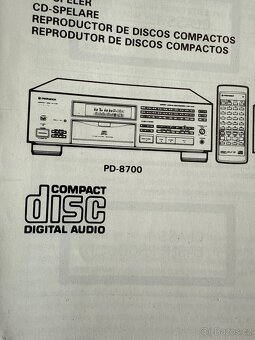 CD-SPELARE
REPRODUCTOR DE DISCOS COMPACTOS
REPRODUTOR DE DISCOS COMPACTOS
PIONEER
PD-8700
COMPACT
disc
DIGITAL AUDIO